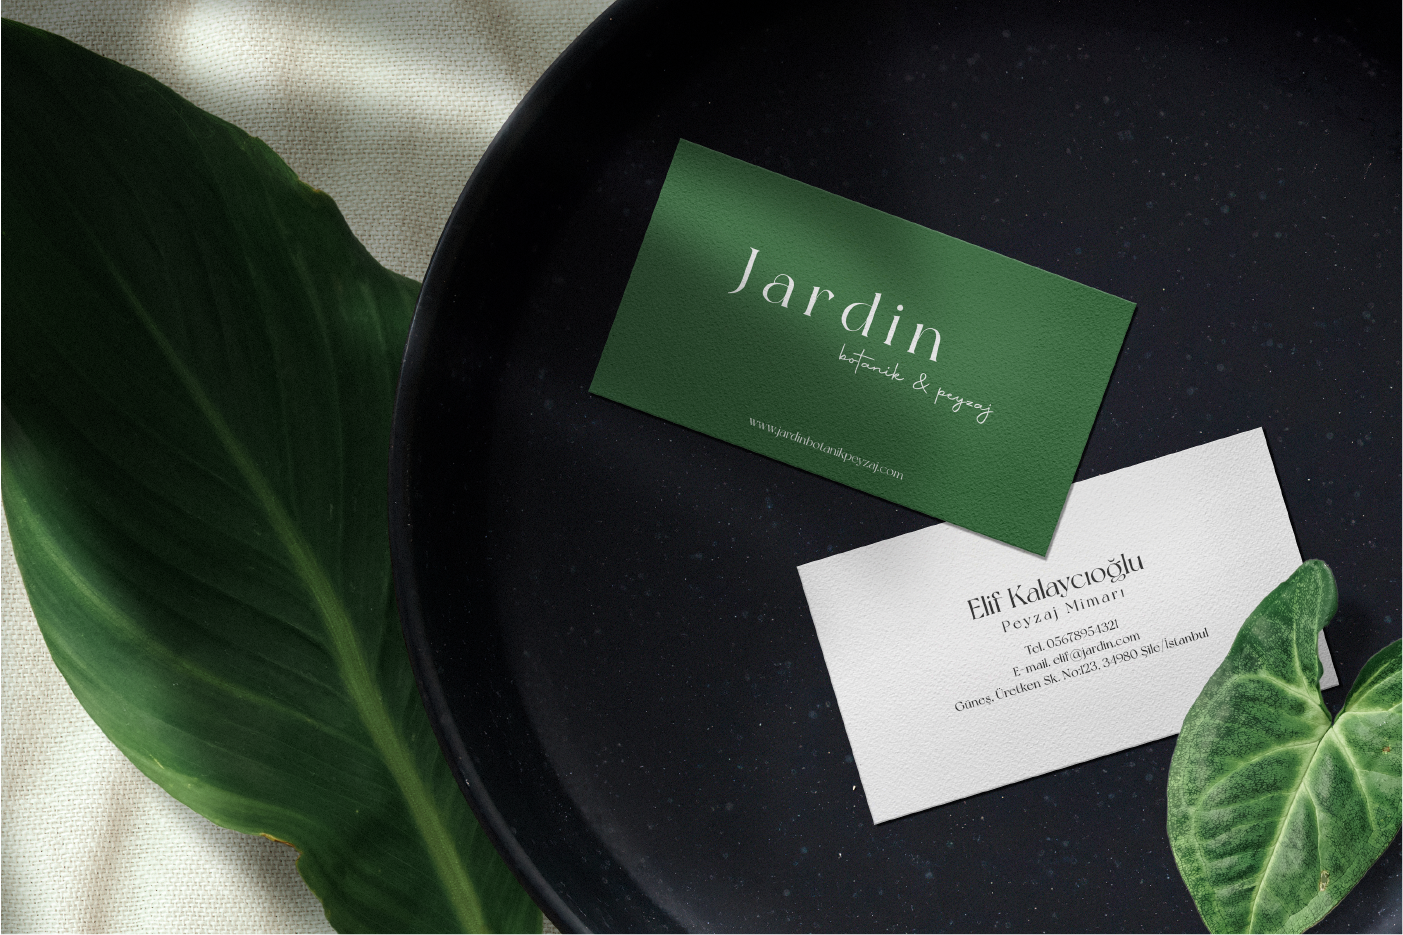 Jardin
botanik & peyzaj
www.jardinbotanikpeyzaj.com
Elif Kalaycıoğlu
Peyzaj Mimarı
Tel. 05678954321
E-mail. elif@jardin.com
Güneş, Üretken Sk. No:123, 34980 Şile/İstanbul